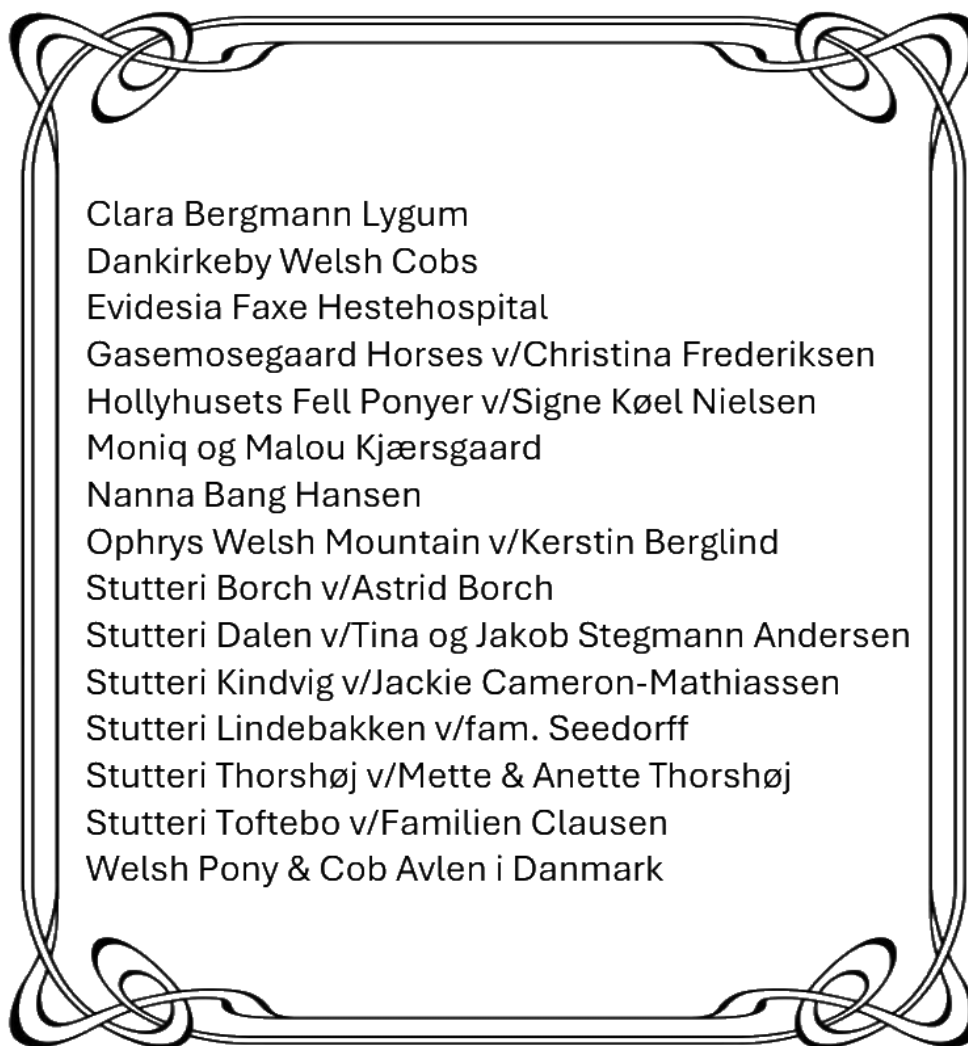 Clara Bergmann Lygum
Dankirkeby Welsh Cobs
Evidesia Faxe Hestehospital
Gasemosegaard Horses v/Christina Frederiksen
Hollyhusets Fell Ponyer v/Signe Køel Nielsen
Moniq og Malou Kjærsgaard
Nanna Bang Hansen
Ophrys Welsh Mountain v/Kerstin Berglind
Stutteri Borch v/Astrid Borch
Stutteri Dalen v/Tina og Jakob Stegmann Andersen
Stutteri Kindvig v/Jackie Cameron-Mathiassen
Stutteri Lindebakken v/fam. Seedorff
Stutteri Thorshøj v/Mette & Anette Thorshøj
Stutteri Toftebo v/Familien Clausen
Welsh Pony & Cob Avlen i Danmark